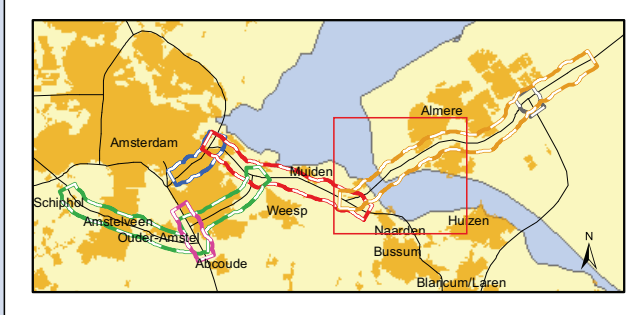 Almere
Amsterdam
Muiden
Schiphol
Weesp
Amstelveen
Huizen
Naarden
Ouder-Amstel
N
Bussum
Abcoude
Blaricum/Laren